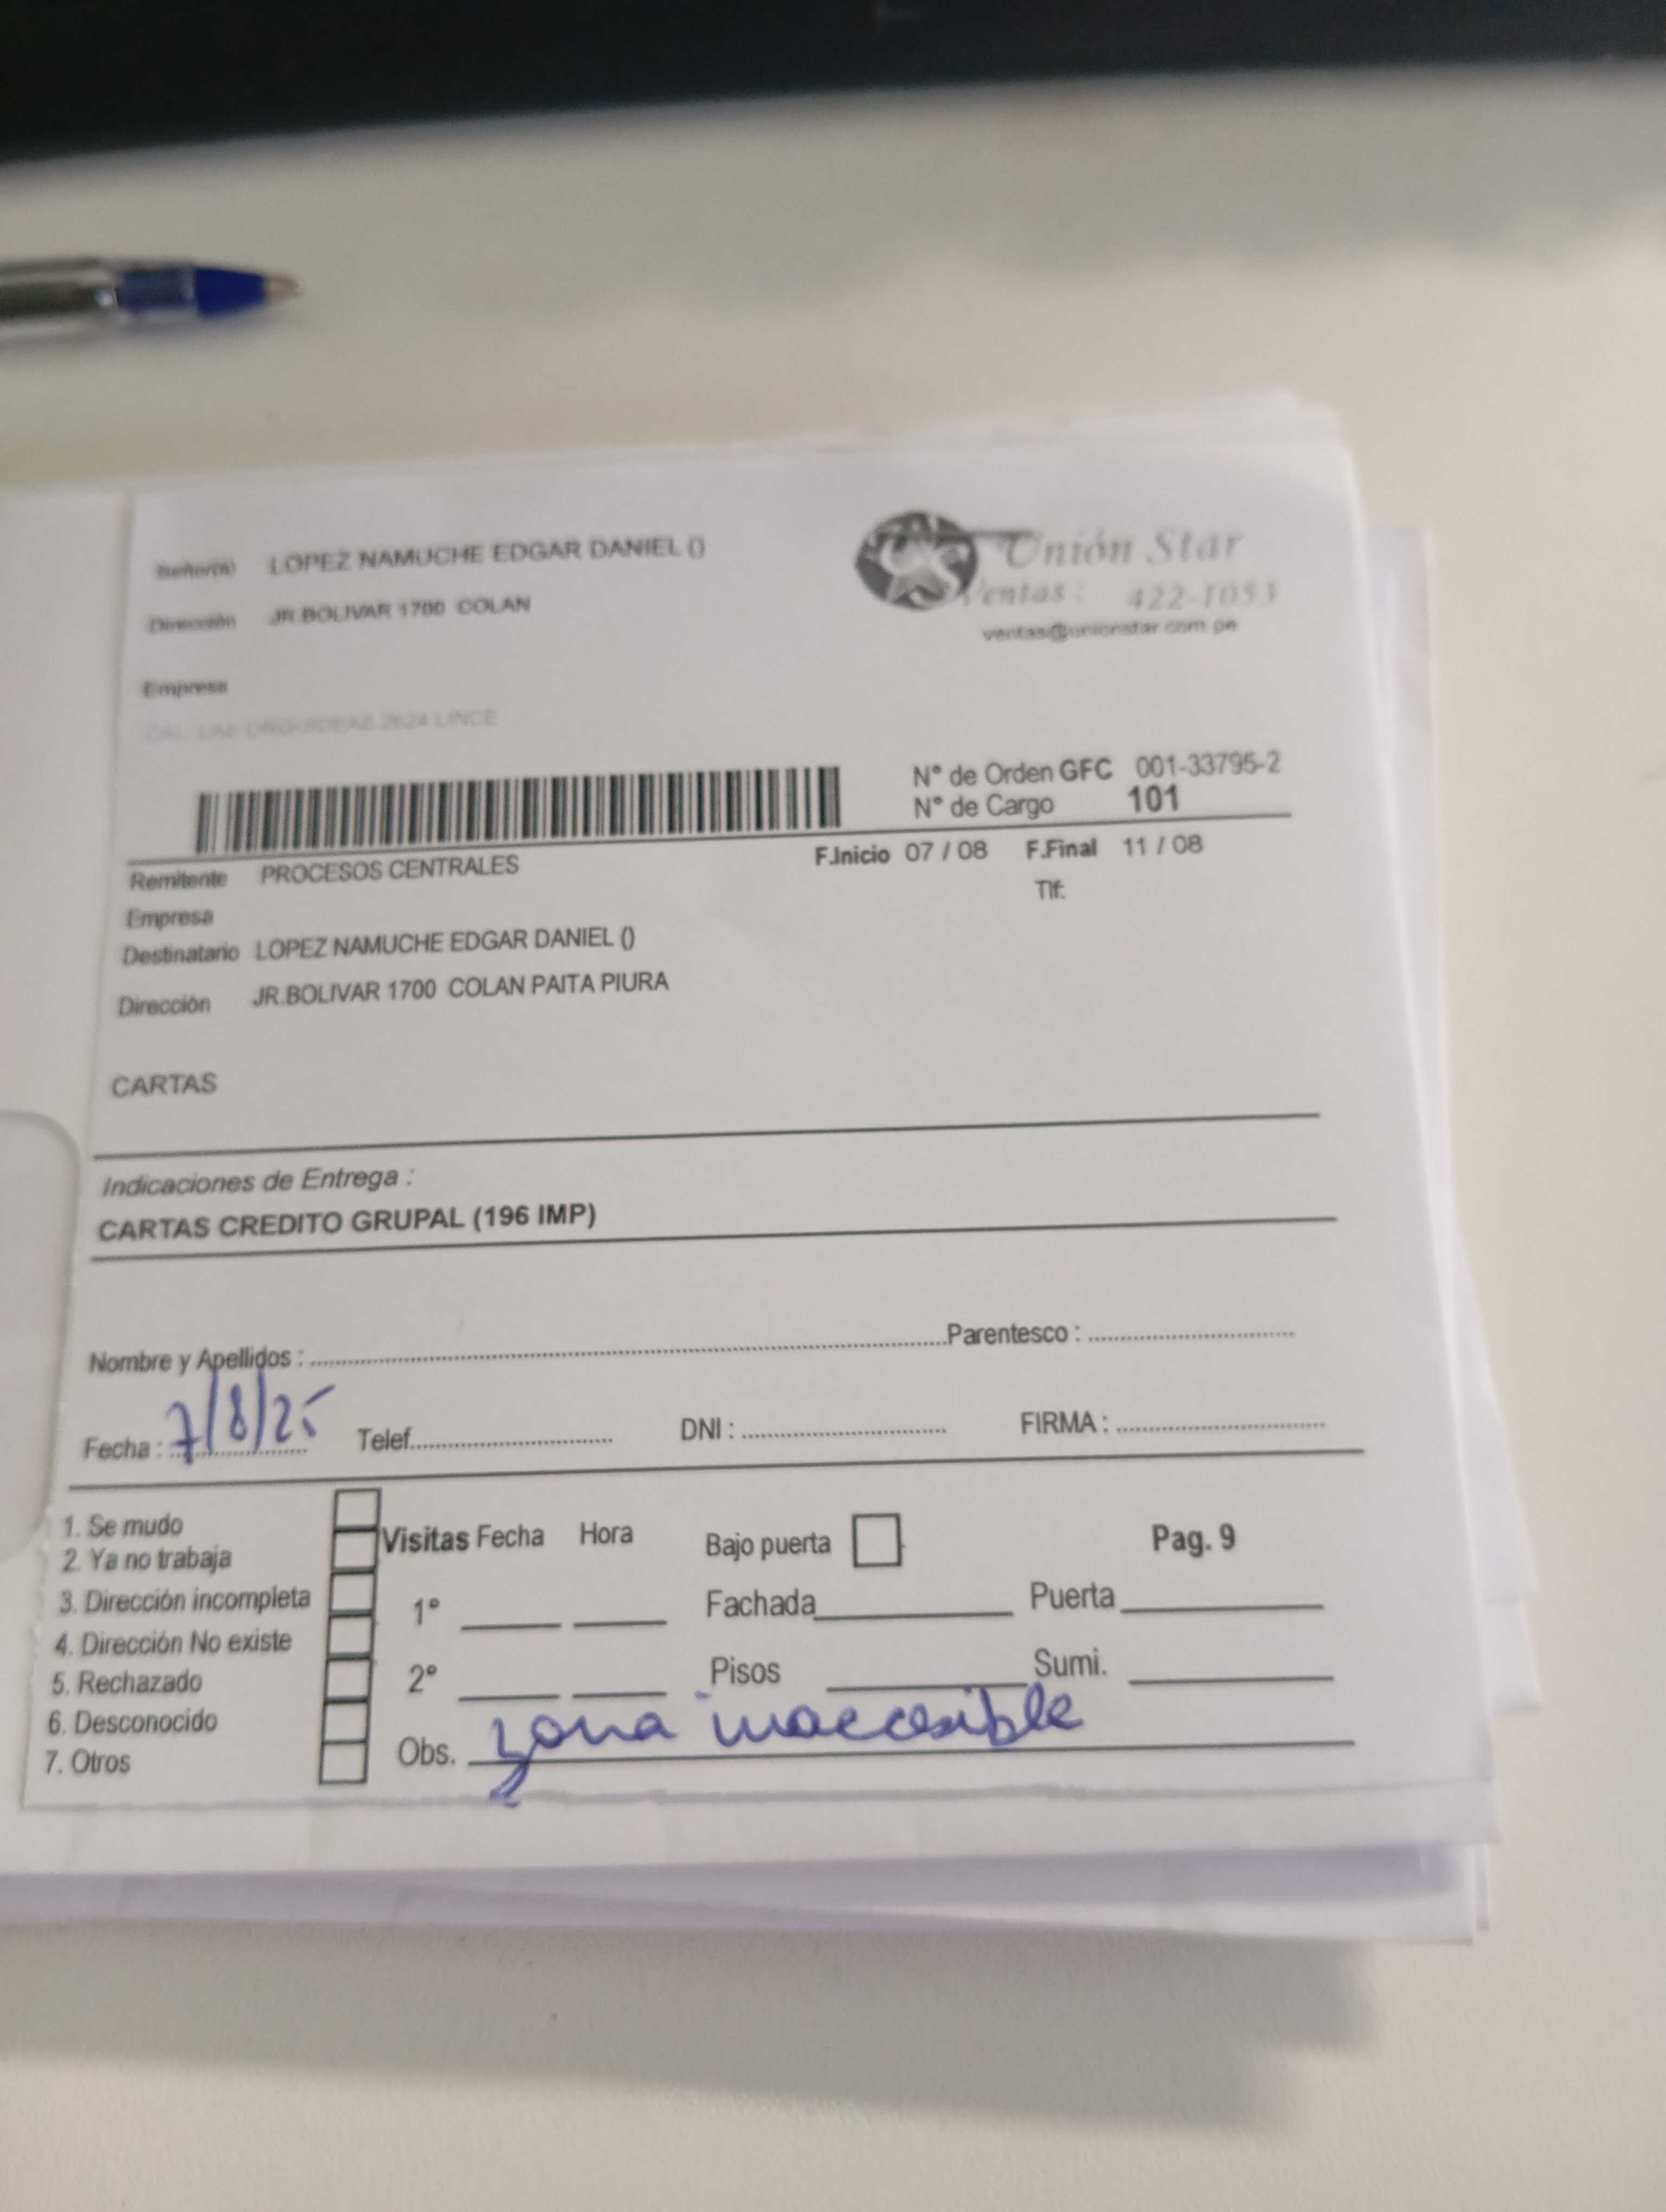 Señor(a) LOPEZ NAMUCHE EDGAR DANIEL ()
Dirección JR.BOLIVAR 1700 COLAN
Empresa
CAL LAS ORQUIDEAS 2624 LINCE
Unión Star
Ventas : 422-1053
ventas@unionstar.com.pe
N° de Orden GFC 001-33795-2
N° de Cargo 101
Remitente PROCESOS CENTRALES
F.Inicio 07 / 08 F.Final 11 / 08
Empresa
Tlf:
Destinatario LOPEZ NAMUCHE EDGAR DANIEL ()
Dirección JR.BOLIVAR 1700 COLAN PAITA PIURA
CARTAS
Indicaciones de Entrega :
CARTAS CREDITO GRUPAL (196 IMP)
Nombre y Apellidos : Parentesco :
Fecha : 7/8/25 Telef. DNI : FIRMA :
1. Se mudo
2. Ya no trabaja
3. Dirección incompleta
4. Dirección No existe
5. Rechazado
6. Desconocido
7. Otros
Visitas Fecha Hora Bajo puerta Pag. 9
1° Fachada Puerta
2° Pisos Sumi.
Obs. zona inaccesible